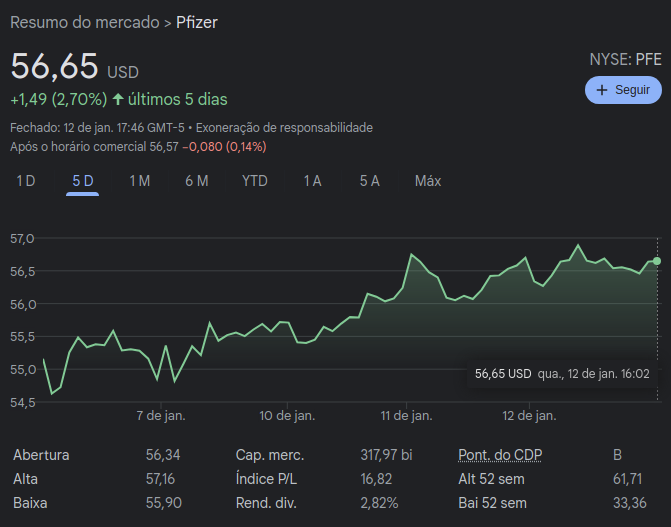 Resumo do mercado > Pfizer
56,65 USD
NYSE: PFE
+1,49 (2,70%) ↑ últimos 5 dias
+ Seguir
Fechado: 12 de jan. 17:46 GMT-5 • Exoneração de responsabilidade
Após o horário comercial 56,57 −0,080 (0,14%)
1 D 5 D 1 M 6 M YTD 1 A 5 A Máx
57,0
56,5
56,0
55,5
55,0
54,5
56,65 USD qua., 12 de jan. 16:02
7 de jan. 10 de jan. 11 de jan. 12 de jan.
Abertura 56,34 Cap. merc. 317,97 bi Pont. do CDP B
Alta 57,16 Índice P/L 16,82 Alt 52 sem 61,71
Baixa 55,90 Rend. div. 2,82% Bai 52 sem 33,36